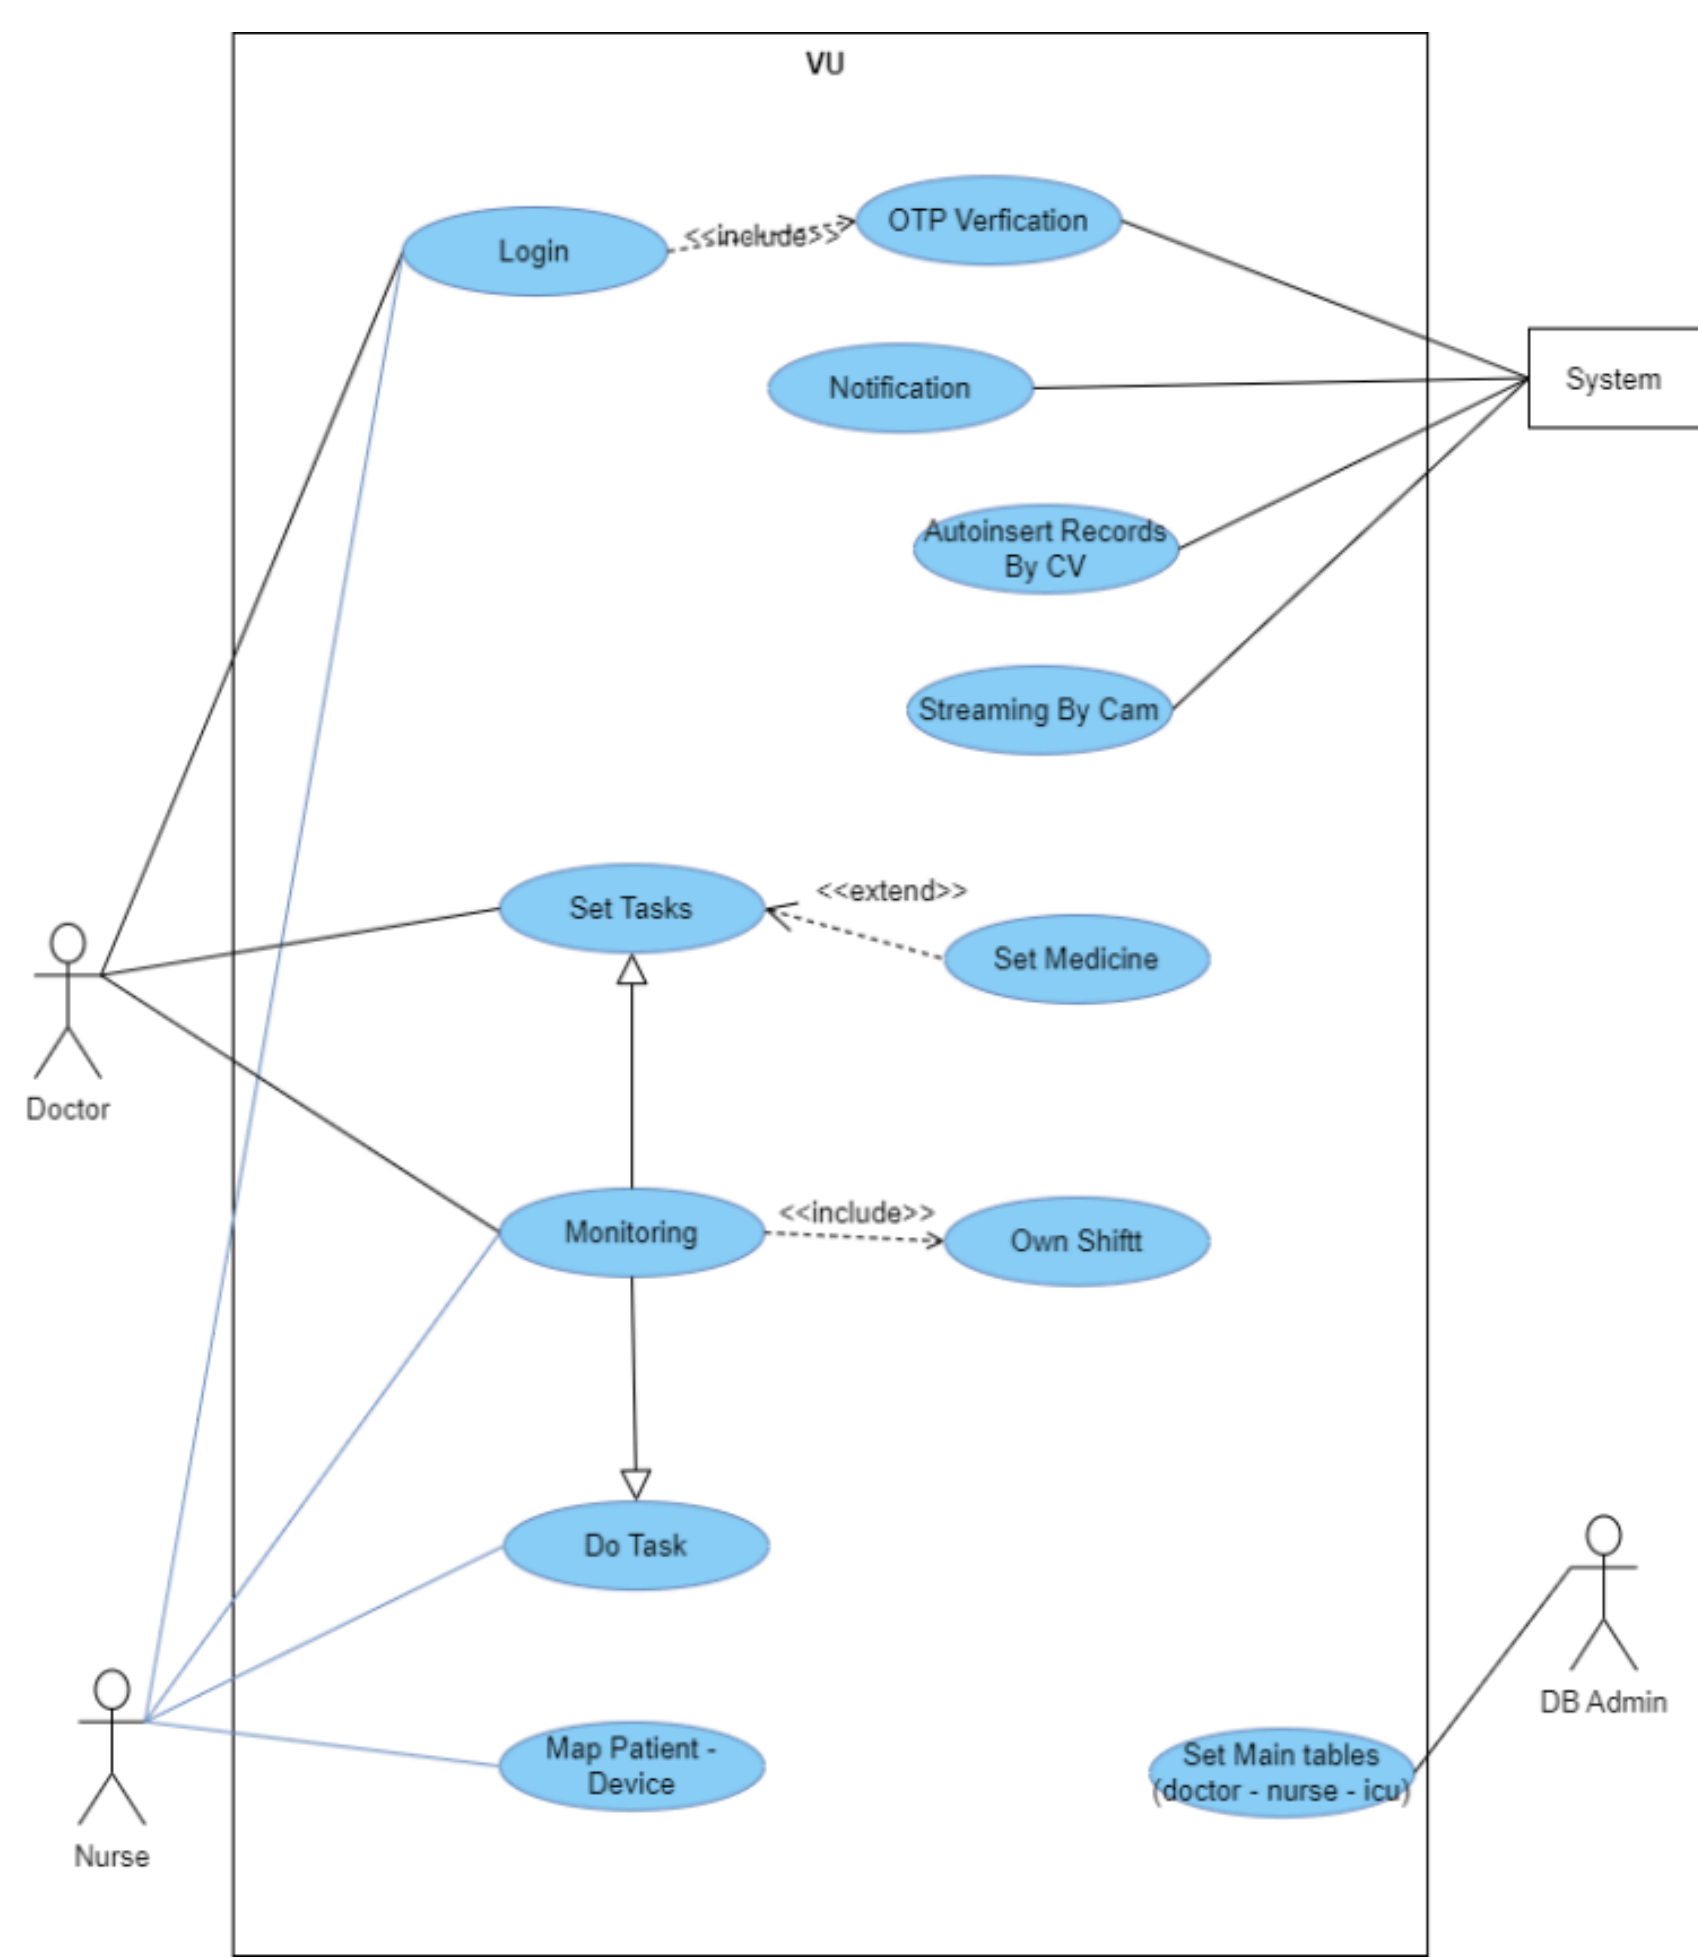 VU
Login
<<include>>
OTP Verfication
Notification
System
Autoinsert Records
By CV
Streaming By Cam
Set Tasks
<<extend>>
Set Medicine
Doctor
Monitoring
<<include>>
Own Shiftt
Do Task
DB Admin
Map Patient -
Device
Set Main tables
(doctor - nurse - icu)
Nurse